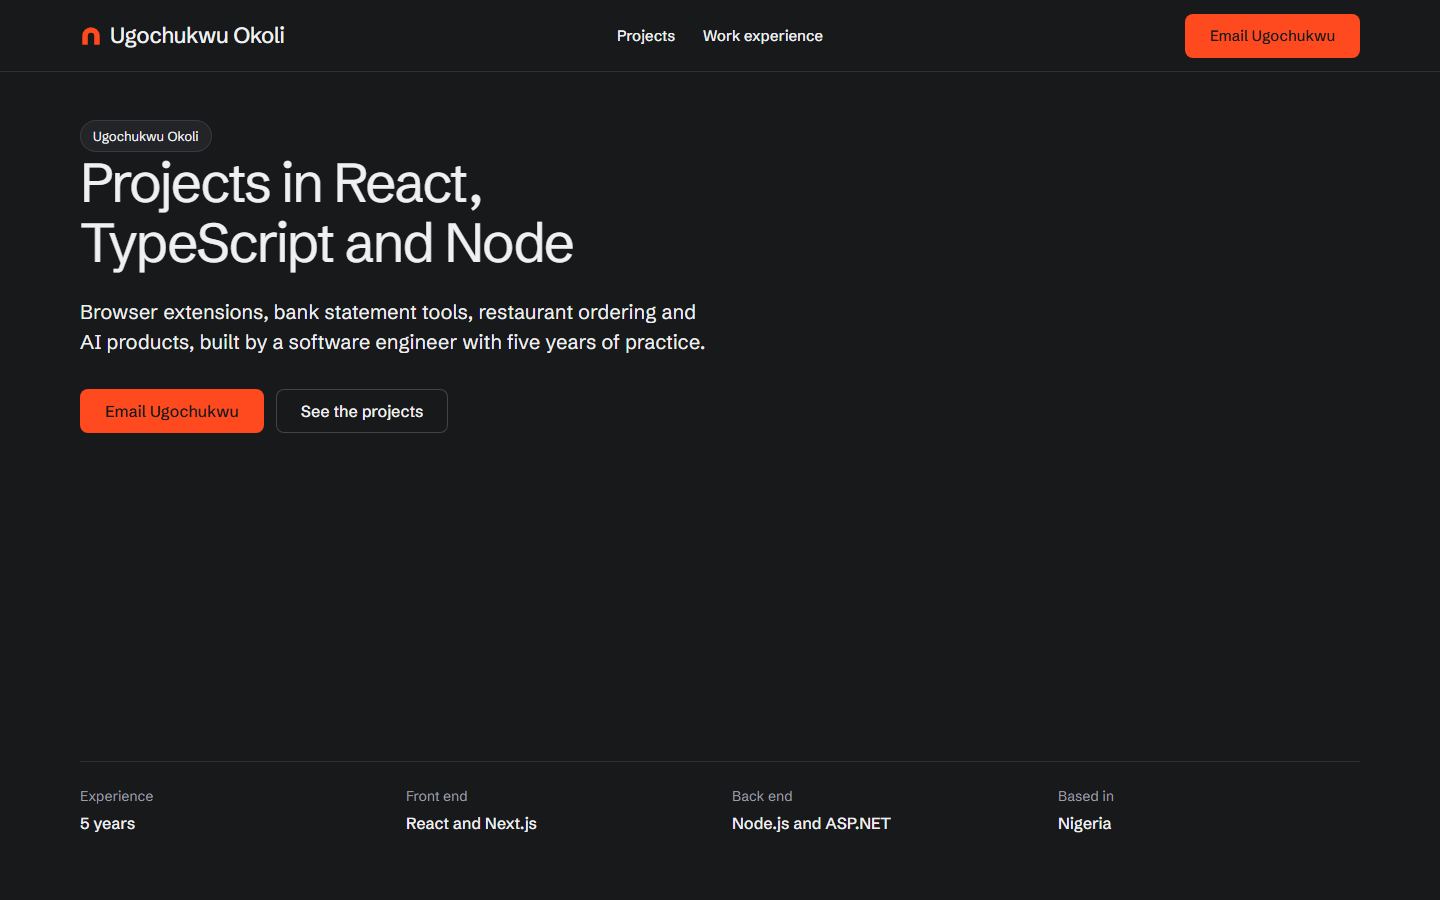 Ugochukwu Okoli
Projects
Work experience
Email Ugochukwu
Ugochukwu Okoli
Projects in React,
TypeScript and Node
Browser extensions, bank statement tools, restaurant ordering and
AI products, built by a software engineer with five years of practice.
Email Ugochukwu
See the projects
Experience
5 years
Front end
React and Next.js
Back end
Node.js and ASP.NET
Based in
Nigeria